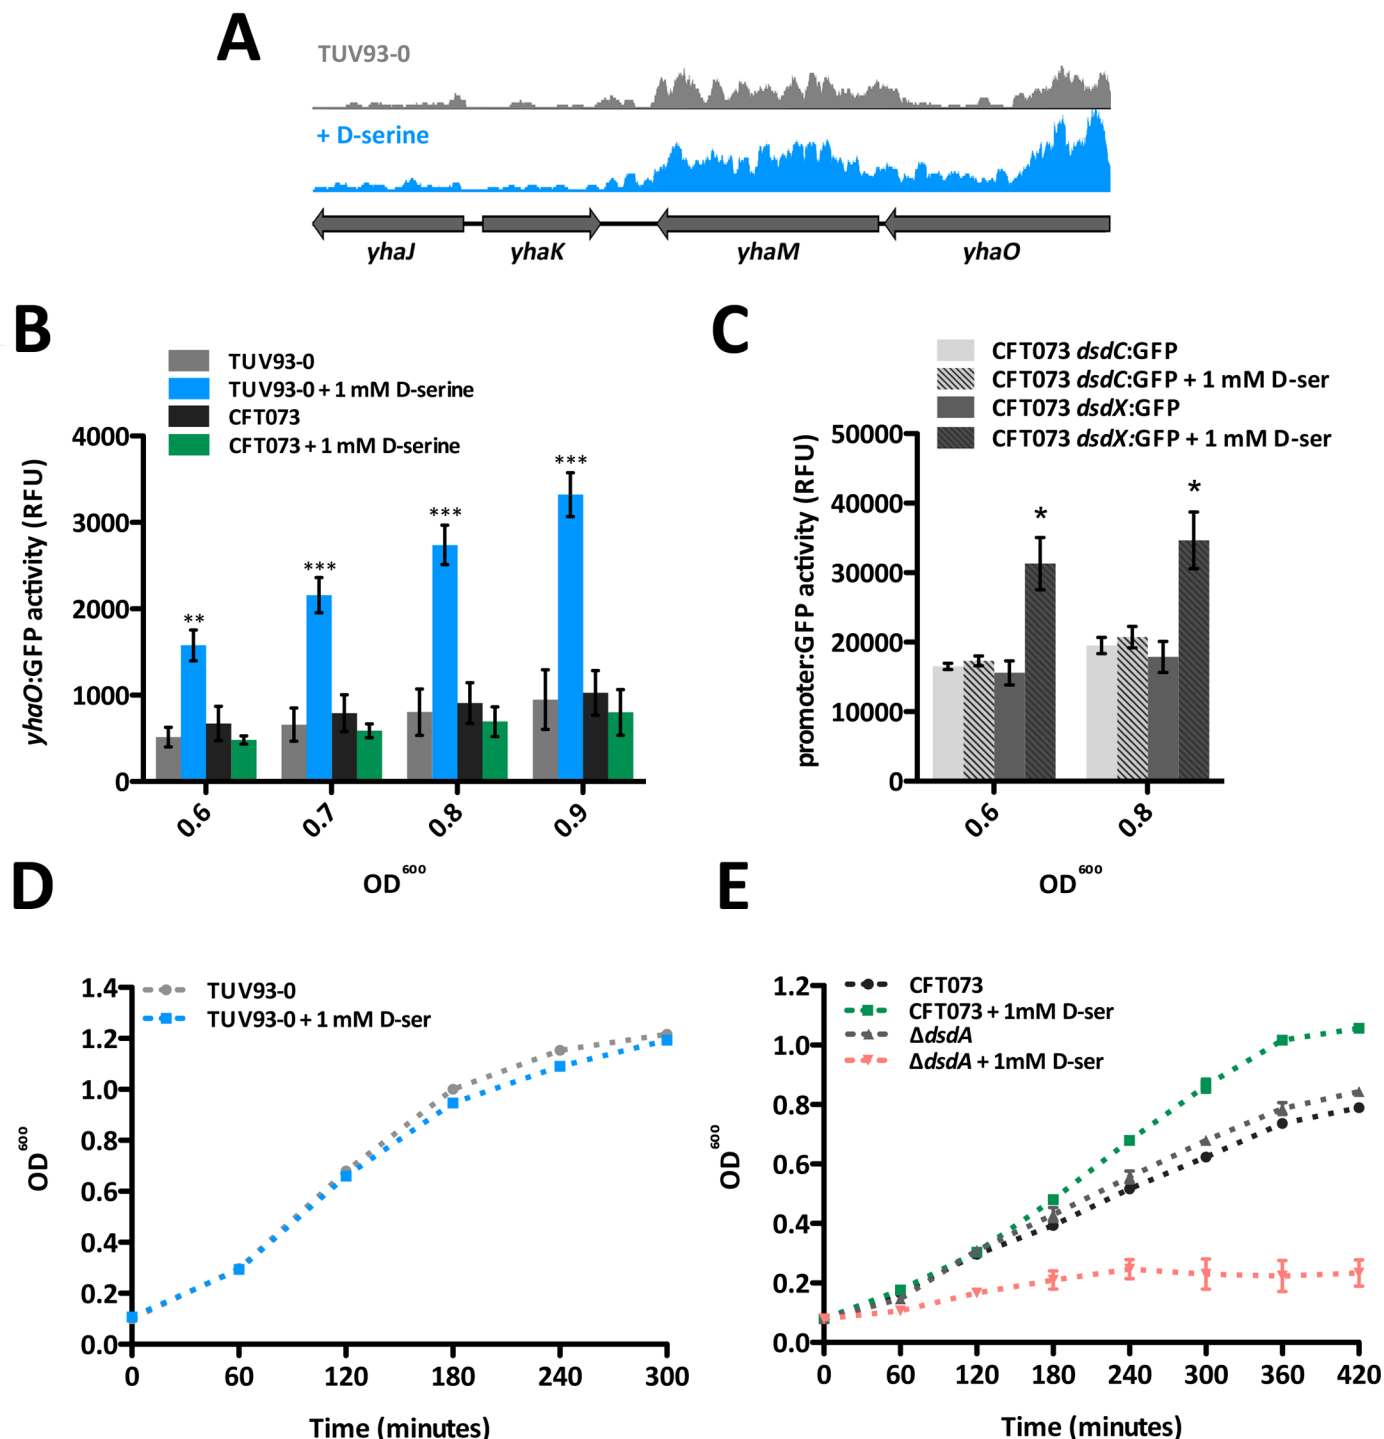 A
TUV93-0
+ D-serine
yhaJ
yhaK
yhaM
yhaO
B
TUV93-0
TUV93-0 + 1 mM D-serine
CFT073
CFT073 + 1 mM D-serine
yhaO:GFP activity (RFU)
4000
3000
2000
1000
0
**
***
***
***
0.6
0.7
0.8
0.9
OD600
C
CFT073 dsdC:GFP
CFT073 dsdC:GFP + 1 mM D-ser
CFT073 dsdX:GFP
CFT073 dsdX:GFP + 1 mM D-ser
promoter:GFP activity (RFU)
50000
40000
30000
20000
10000
0
*
*
0.6
0.8
OD600
D
TUV93-0
TUV93-0 + 1 mM D-ser
OD600
1.4
1.2
1.0
0.8
0.6
0.4
0.2
0.0
0
60
120
180
240
300
Time (minutes)
E
CFT073
CFT073 + 1mM D-ser
ΔdsdA
ΔdsdA + 1mM D-ser
OD600
1.2
1.0
0.8
0.6
0.4
0.2
0.0
0
60
120
180
240
300
360
420
Time (minutes)